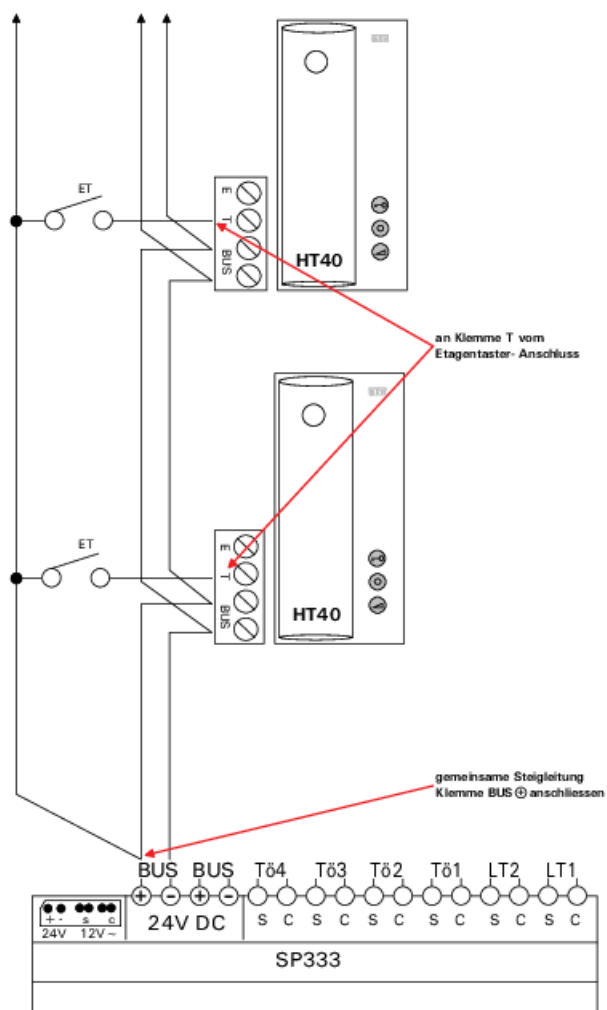 ET
E
T
BUS
HT40
an Klemme T vom
Etagentaster- Anschluss
ET
E
T
BUS
HT40
gemeinsame Steigleitung
Klemme BUS ⊕ anschliessen
BUS BUS Tö4 Tö3 Tö2 Tö1 LT2 LT1
+ - + -
+ - s c
24V 12V~
24V DC
S C S C S C S C S C S C
SP333